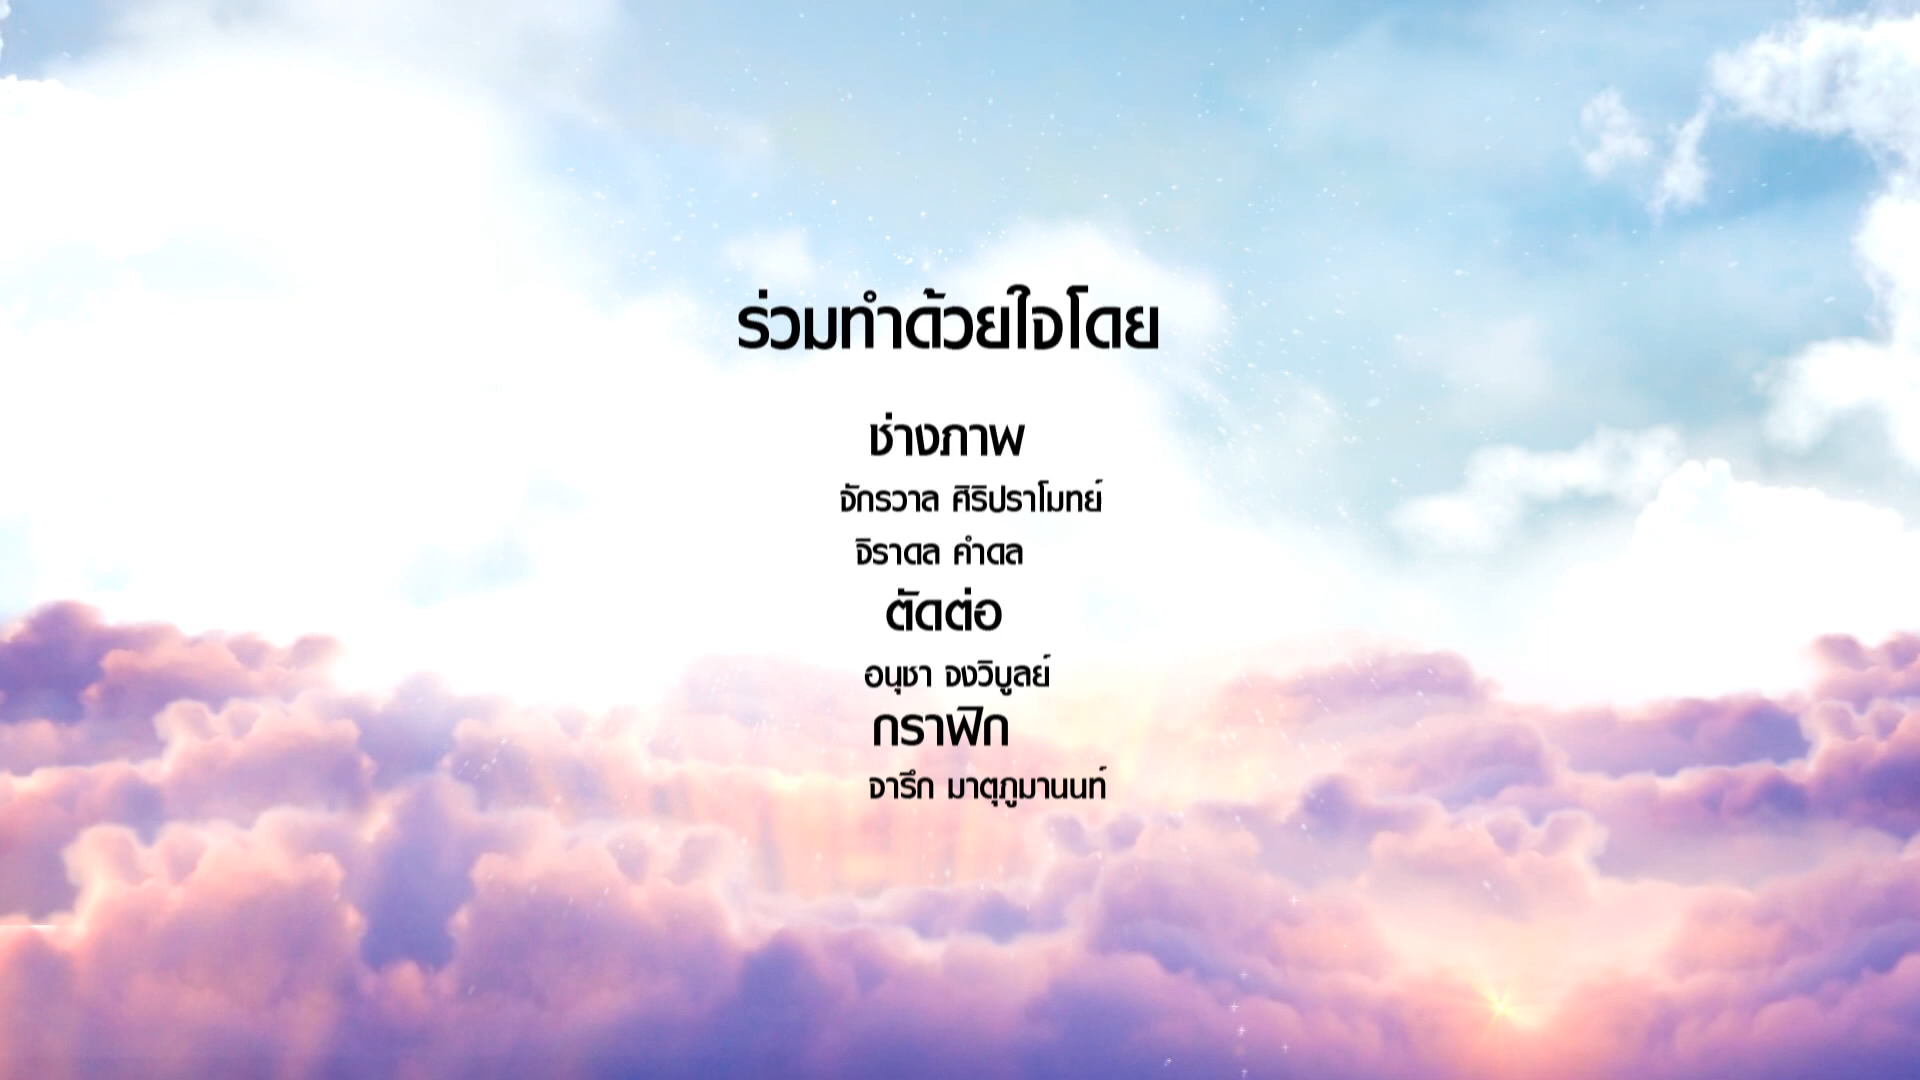 ร่วมทำด้วยใจโดย
ช่างภาพ
จักรวาล ศิริปราโมทย์
จิราดล คำดล
ตัดต่อ
อนุชา จงวิบูลย์
กราฟิก
จารึก มาตุภูมานนท์